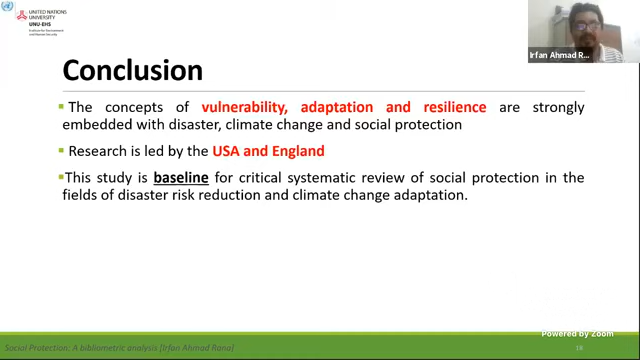 UNITED NATIONS
UNIVERSITY
UNU-EHS
Institute for Environment
and Human Security
Irfan Ahmad R...
Conclusion
The concepts of vulnerability, adaptation and resilience are strongly
embedded with disaster, climate change and social protection
Research is led by the USA and England
This study is baseline for critical systematic review of social protection in the
fields of disaster risk reduction and climate change adaptation.
Powered by Zoom
Social Protection: A bibliometric analysis [Irfan Ahmad Rana]
18